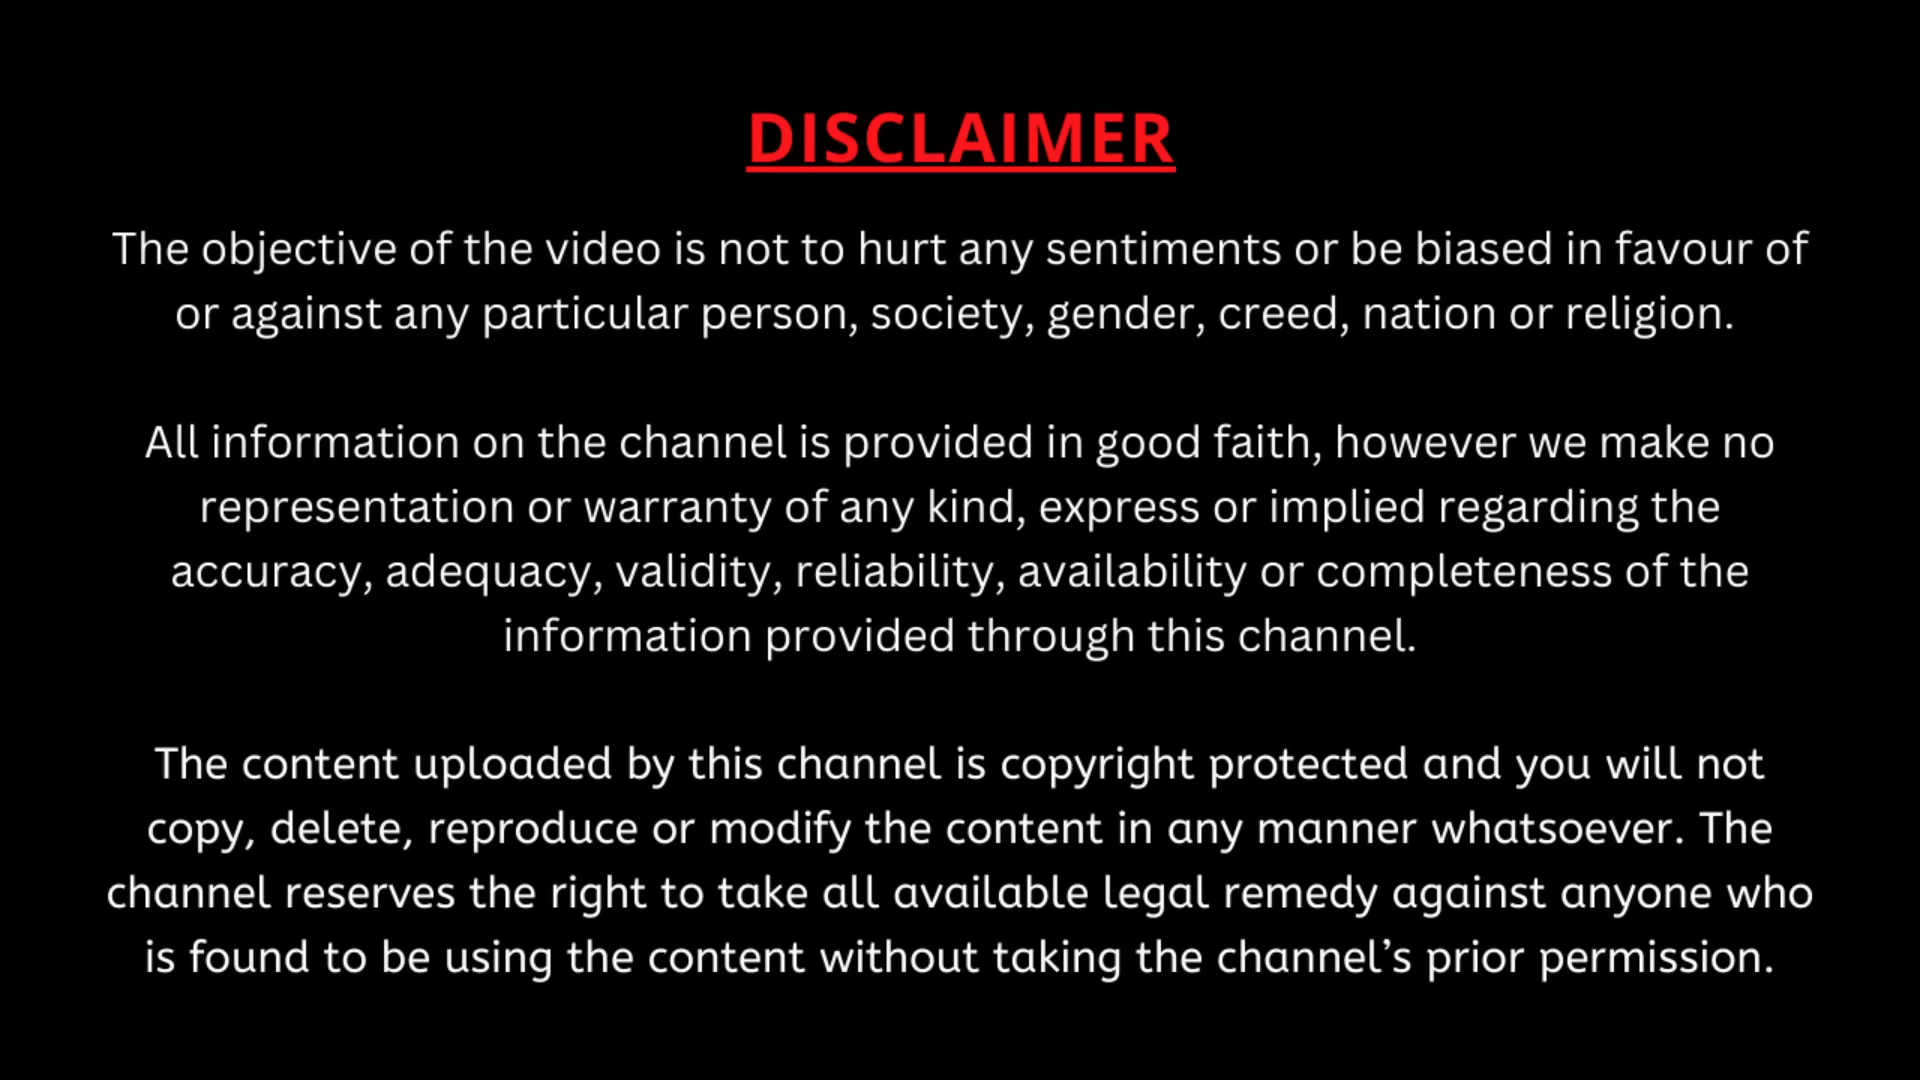 DISCLAIMER
The objective of the video is not to hurt any sentiments or be biased in favour of
or against any particular person, society, gender, creed, nation or religion.
All information on the channel is provided in good faith, however we make no
representation or warranty of any kind, express or implied regarding the
accuracy, adequacy, validity, reliability, availability or completeness of the
information provided through this channel.
The content uploaded by this channel is copyright protected and you will not
copy, delete, reproduce or modify the content in any manner whatsoever. The
channel reserves the right to take all available legal remedy against anyone who
is found to be using the content without taking the channel’s prior permission.